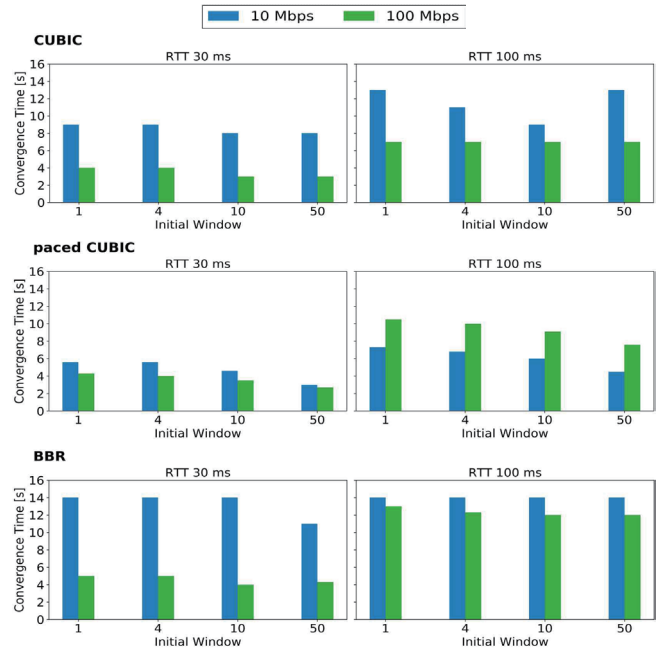 10 Mbps 100 Mbps
CUBIC
RTT 30 ms RTT 100 ms
Convergence Time [s]
16
14
12
10
8
6
4
2
0
1 4 10 50 1 4 10 50
Initial Window Initial Window
paced CUBIC
RTT 30 ms RTT 100 ms
Convergence Time [s]
16
14
12
10
8
6
4
2
0
1 4 10 50 1 4 10 50
Initial Window Initial Window
BBR
RTT 30 ms RTT 100 ms
Convergence Time [s]
16
14
12
10
8
6
4
2
0
1 4 10 50 1 4 10 50
Initial Window Initial Window